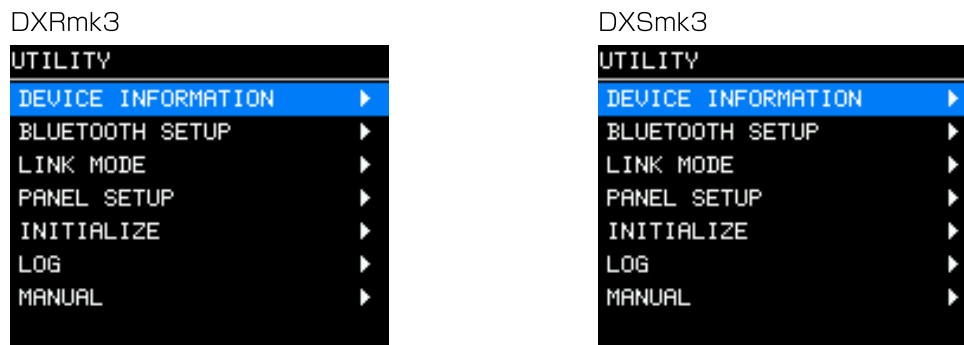 DXRmk3
UTILITY
DEVICE INFORMATION
BLUETOOTH SETUP
LINK MODE
PANEL SETUP
INITIALIZE
LOG
MANUAL
DXSmk3
UTILITY
DEVICE INFORMATION
BLUETOOTH SETUP
LINK MODE
PANEL SETUP
INITIALIZE
LOG
MANUAL